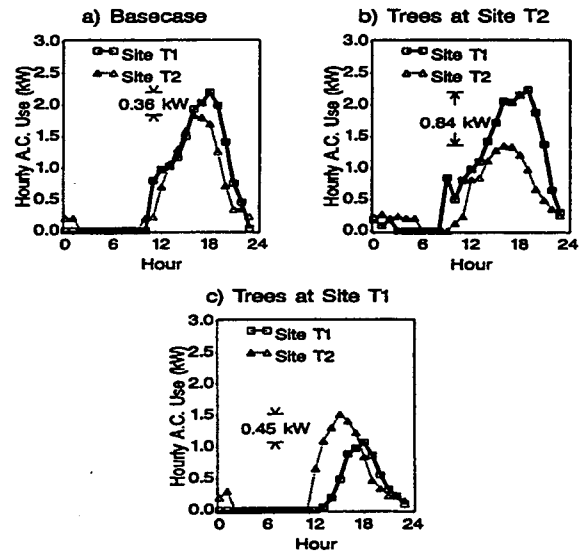 a) Basecase
Hourly A.C. Use (kW)
3.0
2.5
2.0
1.5
1.0
0.5
0.0
Site T1
Site T2
0.36 kW
0 6 12 18 24
Hour
b) Trees at Site T2
Hourly A.C. Use (kW)
3.0
2.5
2.0
1.5
1.0
0.5
0.0
Site T1
Site T2
0.84 kW
0 6 12 18 24
Hour
c) Trees at Site T1
Hourly A.C. Use (kW)
3.0
2.5
2.0
1.5
1.0
0.5
0.0
Site T1
Site T2
0.45 kW
0 6 12 18 24
Hour